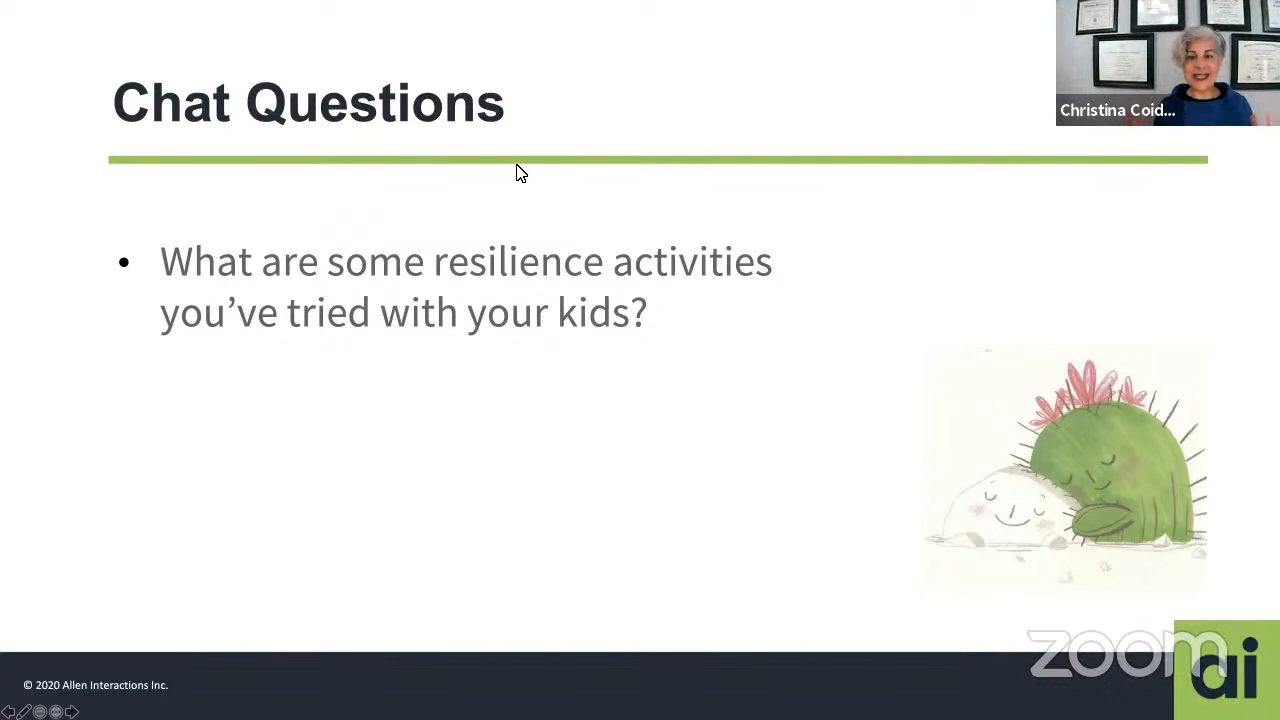 Chat Questions
Christina Coid...
• What are some resilience activities
you’ve tried with your kids?
zoom
ai
© 2020 Allen Interactions Inc.